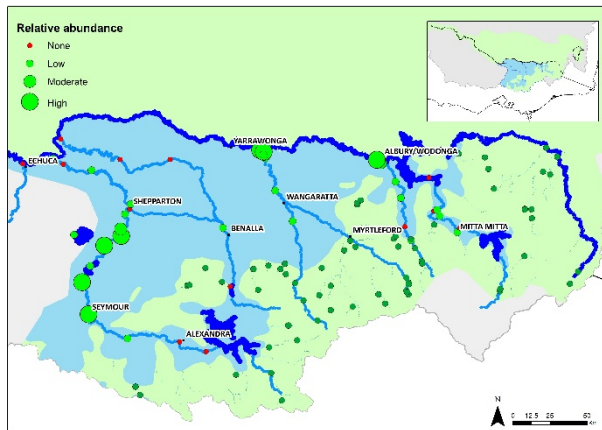 Relative abundance
None
Low
Moderate
High
YARRAWONGA
ALBURY/WODONGA
ECHUCA
WANGARATTA
SHEPPARTON
BENALLA
MYRTLEFORD
MITTA MITTA
SEYMOUR
ALEXANDRA
N
0 12.5 25 50
Km